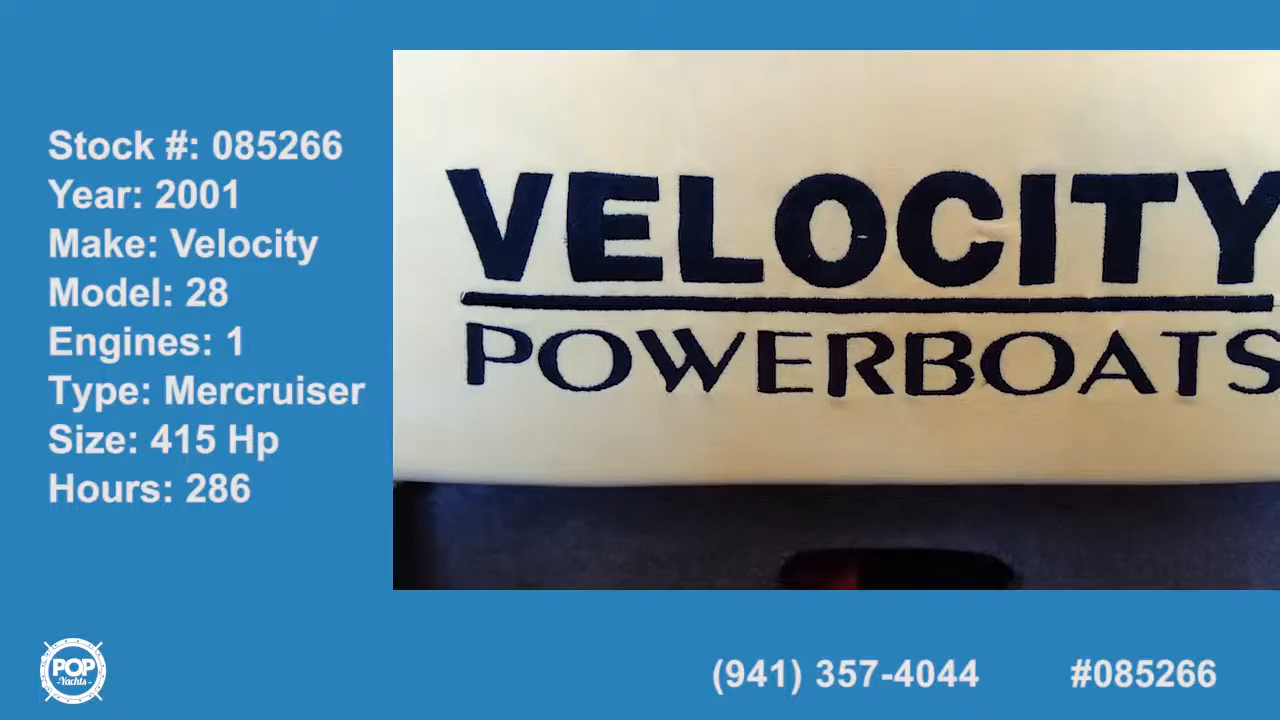 Stock #: 085266
Year: 2001
Make: Velocity
Model: 28
Engines: 1
Type: Mercruiser
Size: 415 Hp
Hours: 286
VELOCITY
POWERBOATS
POP
Yachts
(941) 357-4044
#085266